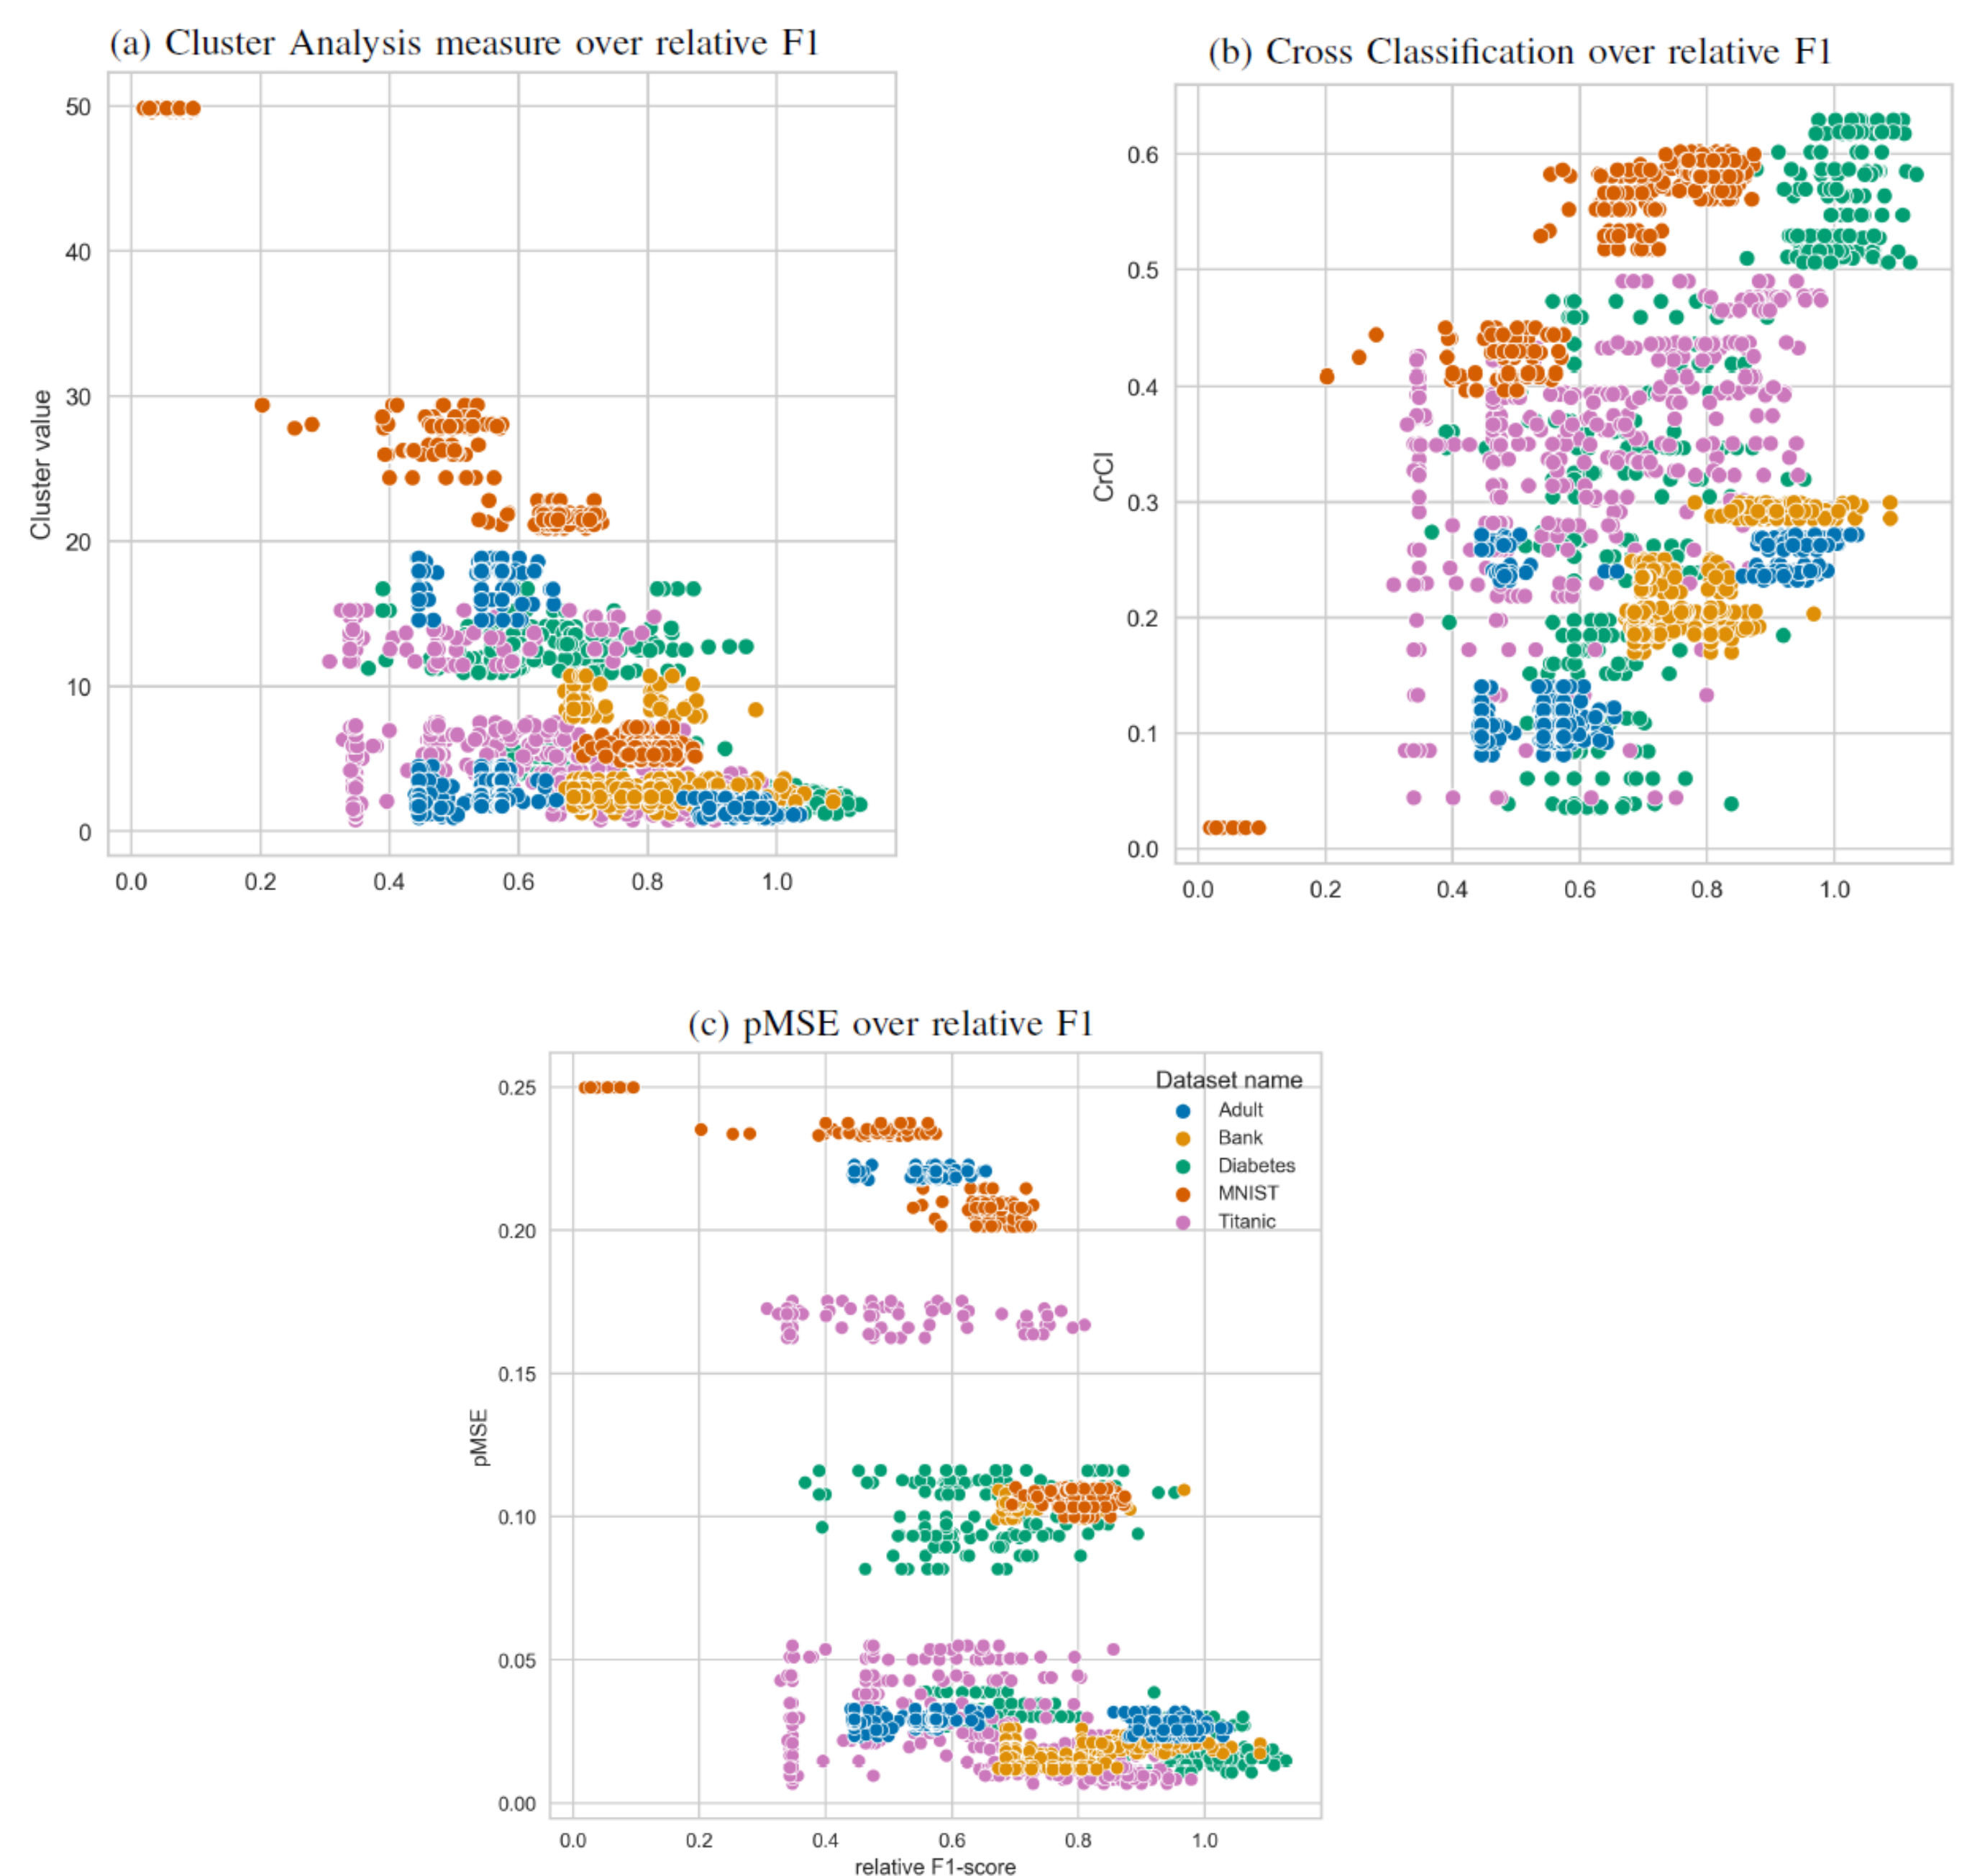 (a) Cluster Analysis measure over relative F1
50
40
30
20
10
0
Cluster value
0.0 0.2 0.4 0.6 0.8 1.0
(b) Cross Classification over relative F1
0.6
0.5
0.4
0.3
0.2
0.1
0.0
CrCl
0.0 0.2 0.4 0.6 0.8 1.0
(c) pMSE over relative F1
0.25
0.20
0.15
0.10
0.05
0.00
pMSE
Dataset name
Adult
Bank
Diabetes
MNIST
Titanic
0.0 0.2 0.4 0.6 0.8 1.0
relative F1-score